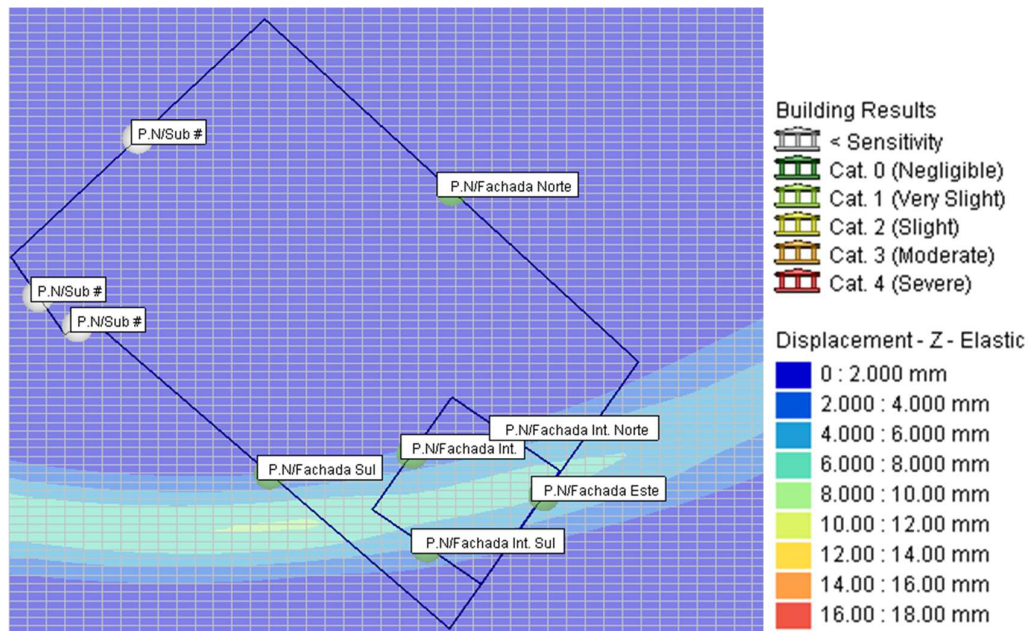 P.N/Sub #
P.N/Fachada Norte
P.N/Sub #
P.N/Sub #
P.N/Fachada Int. Norte
P.N/Fachada Int.
P.N/Fachada Sul
P.N/Fachada Este
P.N/Fachada Int. Sul
Building Results
< Sensitivity
Cat. 0 (Negligible)
Cat. 1 (Very Slight)
Cat. 2 (Slight)
Cat. 3 (Moderate)
Cat. 4 (Severe)
Displacement - Z - Elastic
0 : 2.000 mm
2.000 : 4.000 mm
4.000 : 6.000 mm
6.000 : 8.000 mm
8.000 : 10.00 mm
10.00 : 12.00 mm
12.00 : 14.00 mm
14.00 : 16.00 mm
16.00 : 18.00 mm